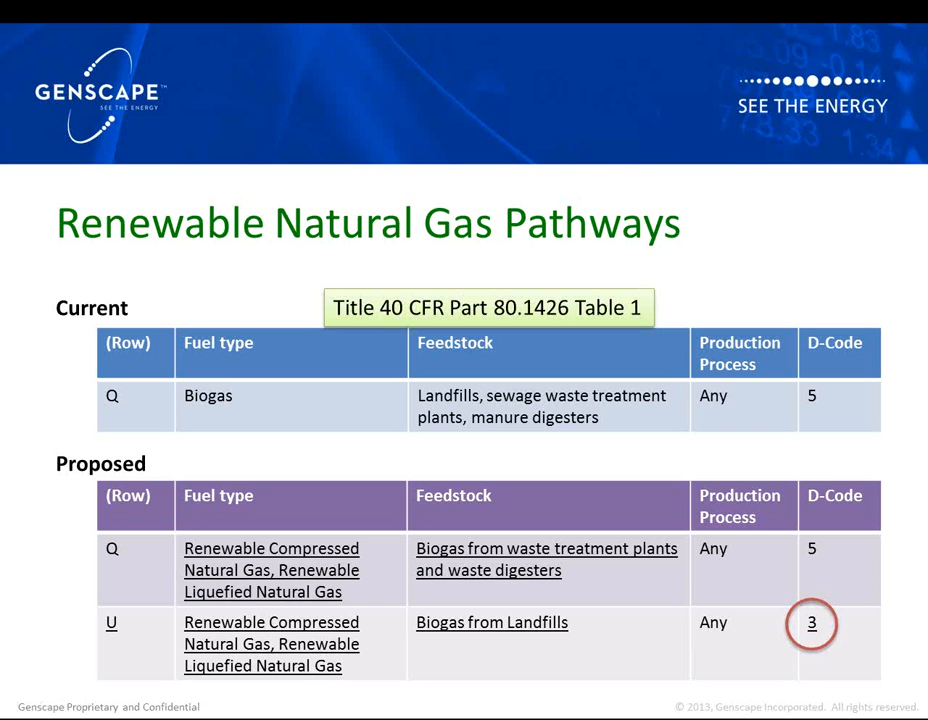 GENSCAPE™
SEE THE ENERGY
SEE THE ENERGY
Renewable Natural Gas Pathways
Current
Title 40 CFR Part 80.1426 Table 1
(Row) Fuel type Feedstock Production Process D-Code
Q Biogas Landfills, sewage waste treatment plants, manure digesters Any 5
Proposed
(Row) Fuel type Feedstock Production Process D-Code
Q Renewable Compressed Natural Gas, Renewable Liquefied Natural Gas Biogas from waste treatment plants and waste digesters Any 5
U Renewable Compressed Natural Gas, Renewable Liquefied Natural Gas Biogas from Landfills Any 3
Genscape Proprietary and Confidential
© 2013, Genscape Incorporated. All rights reserved.